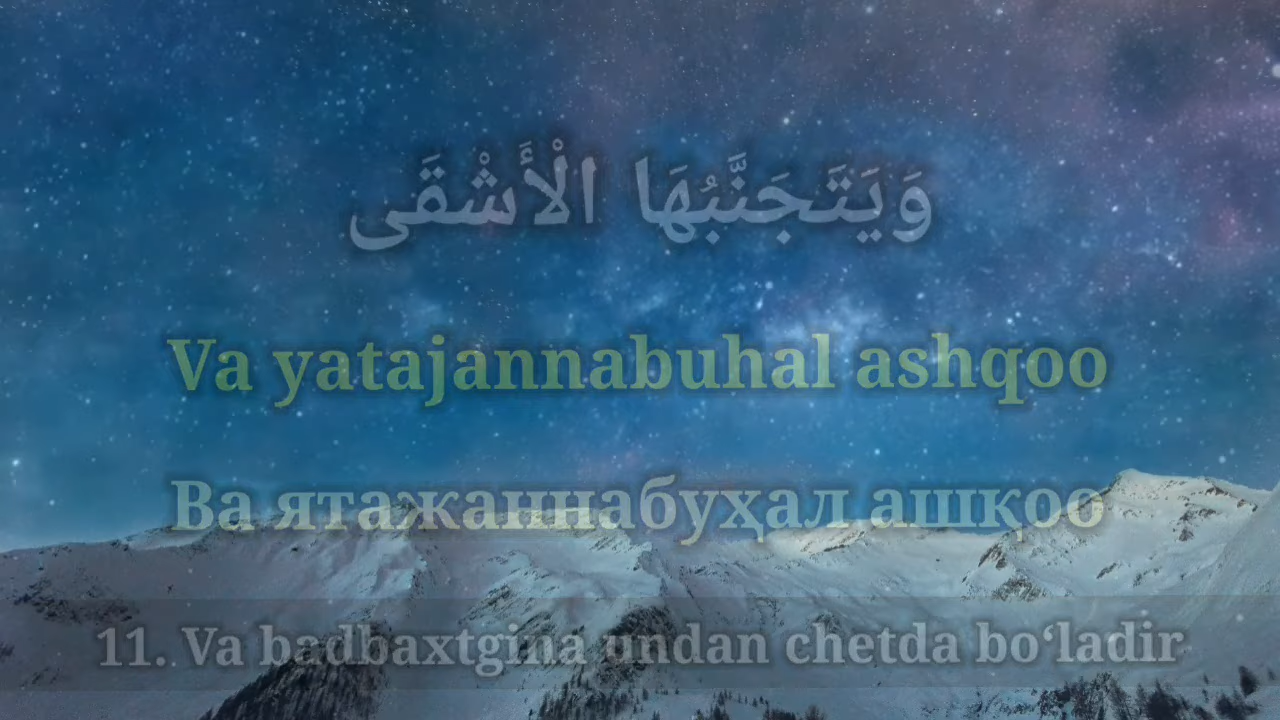 وَيَتَجَنَّبُهَا الْأَشْقَى
Va yatajannabuhal ashqoo
Ва ятажаннабуҳал ашқоо
11. Va badbaxtgina undan chetda bo‘ladir